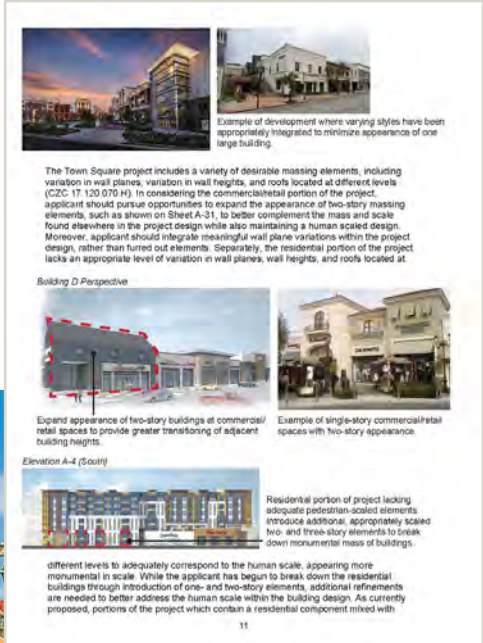 Example of development where varying styles have been
appropriately integrated to minimize appearance of one
large building.
The Town Square project includes a variety of desirable massing elements, including
variation in wall planes, variation in wall heights, and roofs located at different levels
(CZC 17.120.070.H). In considering the commercial/retail portion of the project,
applicant should pursue opportunities to expand the appearance of two-story massing
elements, such as shown on Sheet A-31, to better complement the mass and scale
found elsewhere in the project design while also maintaining a human scaled design.
Moreover, applicant should integrate meaningful wall plane variations within the project
design, rather than furred out elements. Separately, the residential portion of the project
lacks an appropriate level of variation in wall planes, wall heights, and roofs located at
Building D Perspective
Expand appearance of two-story buildings at commercial/
retail spaces to provide greater transitioning of adjacent
building heights.
Example of single-story commercial/retail
spaces with two-story appearance.
Elevation A-4 (South)
Residential portion of project lacking
adequate pedestrian-scaled elements
Introduce additional, appropriately scaled
two- and three-story elements to break
down monumental mass of buildings.
different levels to adequately correspond to the human scale, appearing more
monumental in scale. While the applicant has begun to break down the residential
buildings through introduction of one- and two-story elements, additional refinements
are needed to better address the human scale within the building design. As currently
proposed, portions of the project which contain a residential component mixed with
11